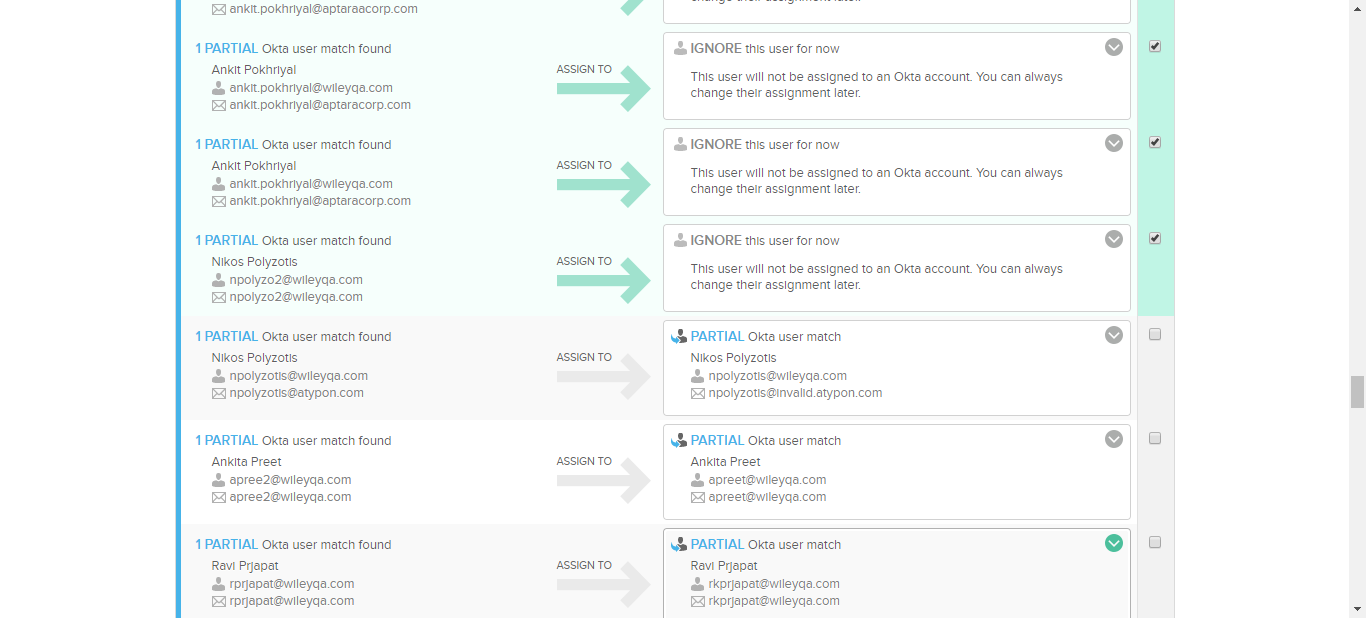 ankit.pokhriyal@aptaraacorp.com
1 PARTIAL Okta user match found
Ankit Pokhriyal
ankit.pokhriyal@wileyqa.com
ankit.pokhriyal@aptaracorp.com
ASSIGN TO
IGNORE this user for now
This user will not be assigned to an Okta account. You can always
change their assignment later.
1 PARTIAL Okta user match found
Ankit Pokhriyal
ankit.pokhriyal@wileyqa.com
ankit.pokhriyal@aptaracorp.com
ASSIGN TO
IGNORE this user for now
This user will not be assigned to an Okta account. You can always
change their assignment later.
1 PARTIAL Okta user match found
Nikos Polyzotis
npolyzo2@wileyqa.com
npolyzo2@wileyqa.com
ASSIGN TO
IGNORE this user for now
This user will not be assigned to an Okta account. You can always
change their assignment later.
1 PARTIAL Okta user match found
Nikos Polyzotis
npolyzotis@wileyqa.com
npolyzotis@atypon.com
ASSIGN TO
PARTIAL Okta user match
Nikos Polyzotis
npolyzotis@wileyqa.com
npolyzotis@invalid.atypon.com
1 PARTIAL Okta user match found
Ankita Preet
apree2@wileyqa.com
apree2@wileyqa.com
ASSIGN TO
PARTIAL Okta user match
Ankita Preet
apreet@wileyqa.com
apreet@wileyqa.com
1 PARTIAL Okta user match found
Ravi Prjapat
rprjapat@wileyqa.com
rprjapat@wileyqa.com
ASSIGN TO
PARTIAL Okta user match
Ravi Prjapat
rkprjapat@wileyqa.com
rkprjapat@wileyqa.com